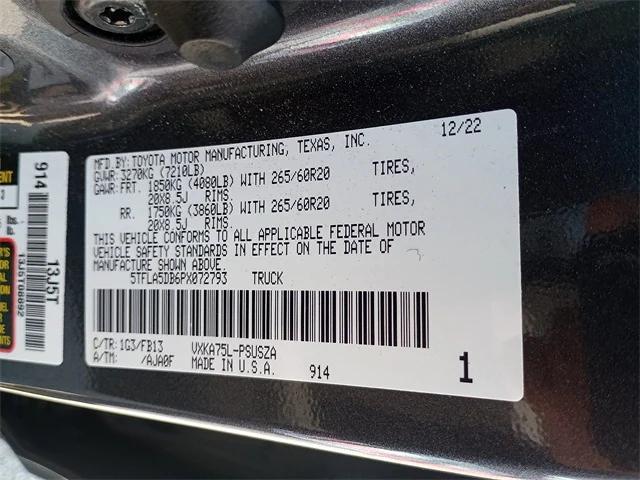 MFD.BY:TOYOTA MOTOR MANUFACTURING, TEXAS, INC. 12/22
GVWR:3270KG (7210LB)
GAWR:FRT. 1850KG (4080LB) WITH 265/60R20 TIRES,
20X8.5J RIMS.
RR. 1750KG (3860LB) WITH 265/60R20 TIRES,
20X8.5J RIMS.
THIS VEHICLE CONFORMS TO ALL APPLICABLE FEDERAL MOTOR
VEHICLE SAFETY STANDARDS IN EFFECT ON THE DATE OF
MANUFACTURE SHOWN ABOVE.
5TFLA5DB6PX072793 TRUCK
C/TR:1G3/FB13 VXKA75L-PSUSZA
A/TM: /AJA0F MADE IN U.S.A. 914 1
914
13J5T
13J5T08892
lbs.